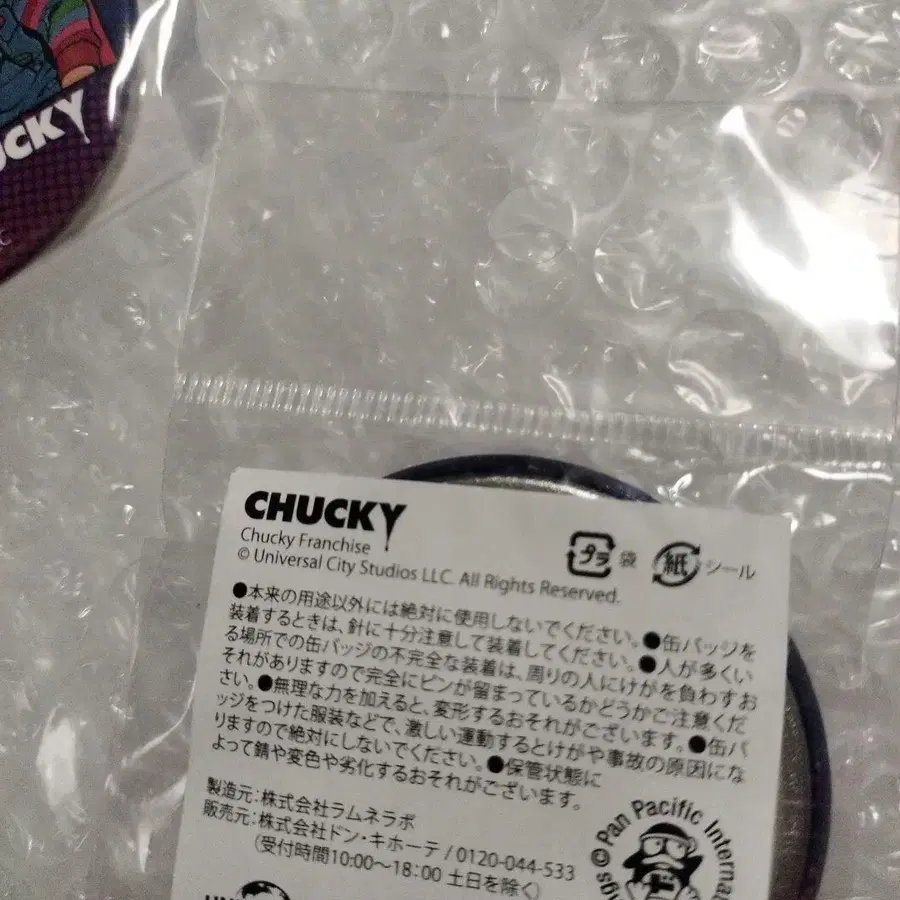 UCKY
CHUCKY
Chucky Franchise
© Universal City Studios LLC. All Rights Reserved.
プラ 袋 紙 シール
●本来の用途以外には絶対に使用しないでください。●缶バッジを
装着するときは、針に十分注意して装着してください。●人が多くい
る場所での缶バッジの不完全な装着は、周りの人にけがを負わすお
それがありますので完全にピンが留まっているかどうかご注意くだ
さい。●無理な力を加えると、変形するおそれがございます。●缶バ
ッジをつけた服装などで、激しい運動するとけがや事故の原因にな
りますので絶対にしないでください。●保管状態に
よって錆や変色や劣化するおそれがございます。
製造元:株式会社ラムネラボ
販売元:株式会社ドン・キホーテ/0120-044-533
(受付時間10:00～18:00 土日を除く)
©Pan Pacific Interna